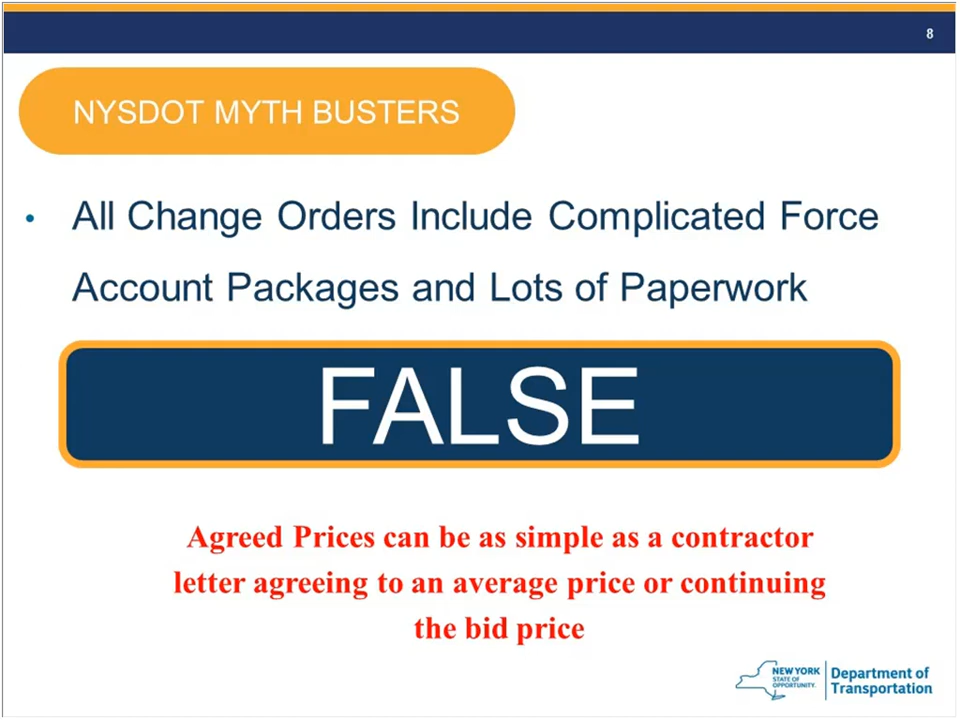 8
NYSDOT MYTH BUSTERS
• All Change Orders Include Complicated Force
Account Packages and Lots of Paperwork
FALSE
Agreed Prices can be as simple as a contractor
letter agreeing to an average price or continuing
the bid price
NEW YORK
STATE OF
OPPORTUNITY.
Department of
Transportation